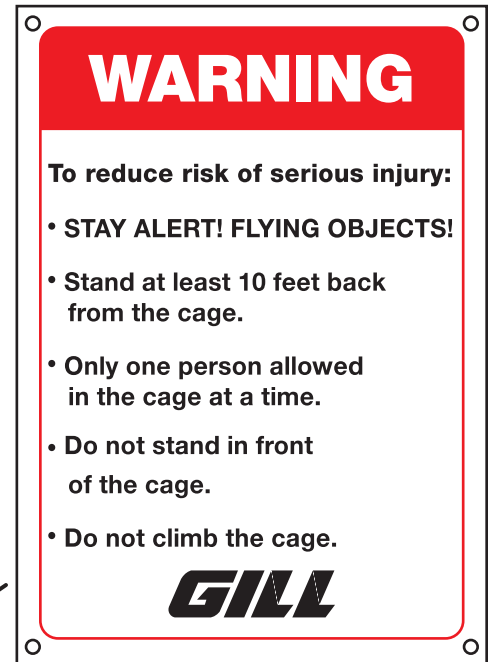 WARNING
To reduce risk of serious injury:
• STAY ALERT! FLYING OBJECTS!
• Stand at least 10 feet back
from the cage.
• Only one person allowed
in the cage at a time.
• Do not stand in front
of the cage.
• Do not climb the cage.
GILL